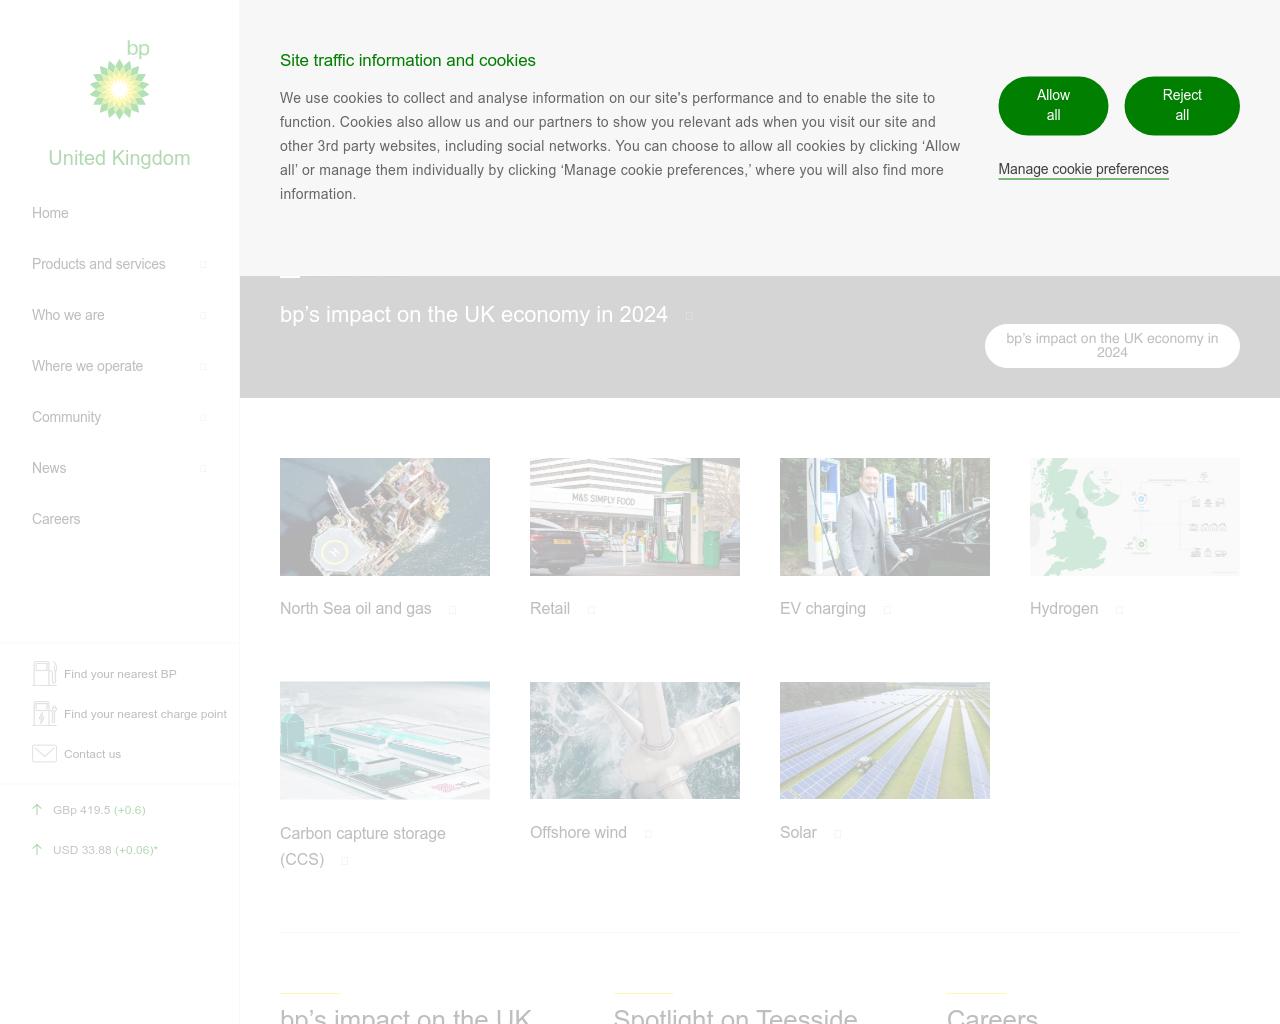 bp
United Kingdom
Home
Products and services
Who we are
Where we operate
Community
News
Careers
Find your nearest BP
Find your nearest charge point
Contact us
GBp 419.5 (+0.6)
USD 33.88 (+0.06)*
Site traffic information and cookies
We use cookies to collect and analyse information on our site's performance and to enable the site to
function. Cookies also allow us and our partners to show you relevant ads when you visit our site and
other 3rd party websites, including social networks. You can choose to allow all cookies by clicking ‘Allow
all’ or manage them individually by clicking ‘Manage cookie preferences,’ where you will also find more
information.
Allow
all
Reject
all
Manage cookie preferences
bp’s impact on the UK economy in 2024
bp’s impact on the UK economy in
2024
M&S SIMPLY FOOD
North Sea oil and gas
Retail
EV charging
Hydrogen
Carbon capture storage
(CCS)
Offshore wind
Solar
bp’s impact on the UK
Spotlight on Teesside
Careers